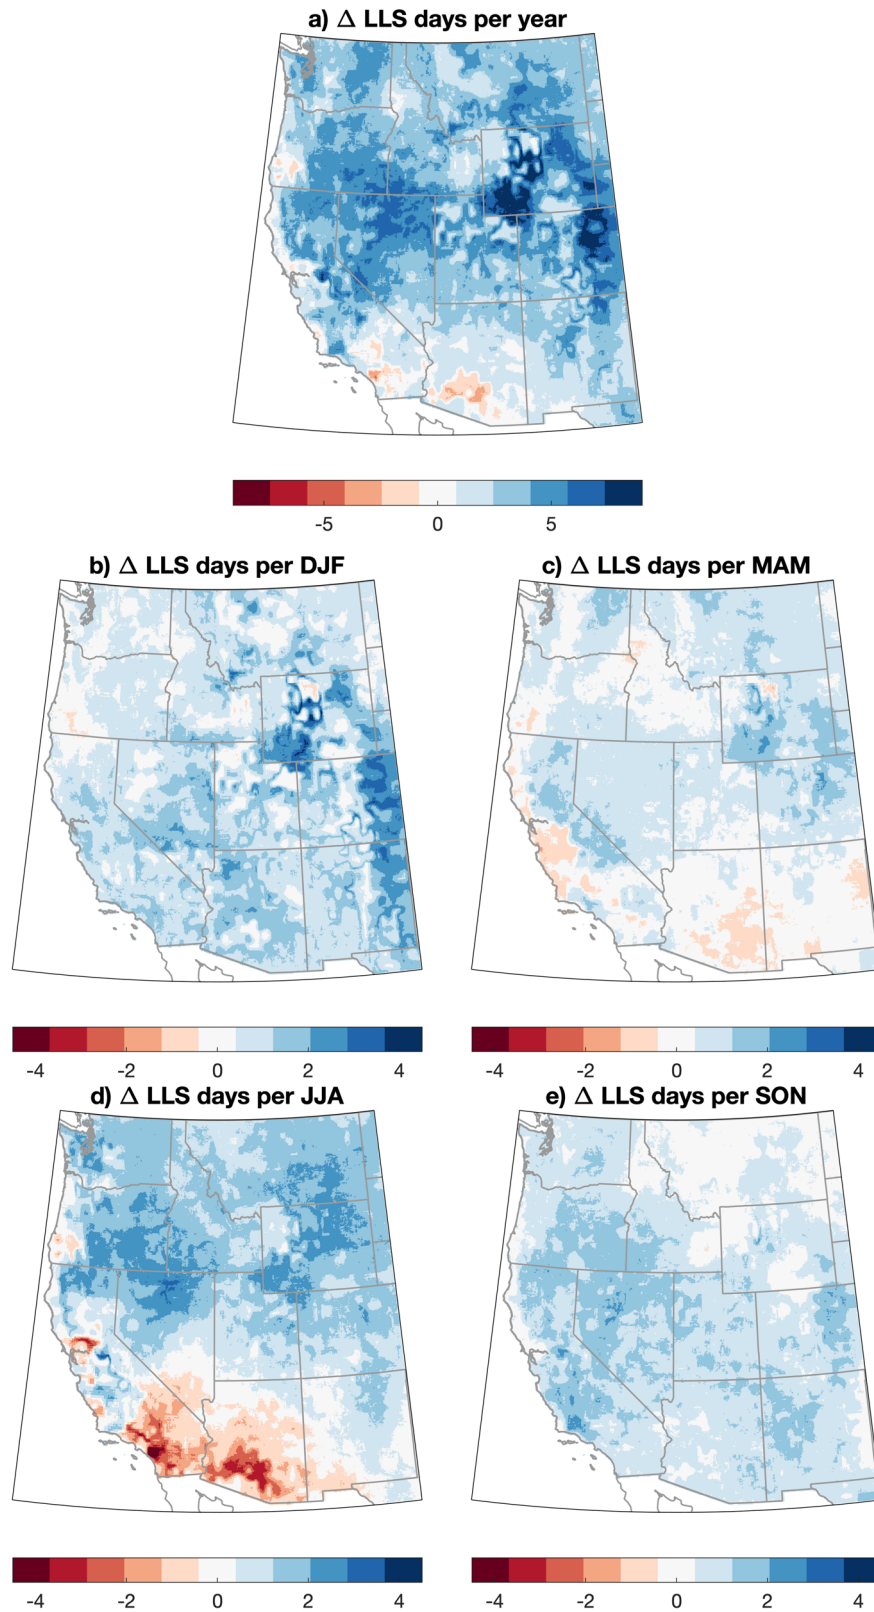 a) Δ LLS days per year
-5 0 5
b) Δ LLS days per DJF
c) Δ LLS days per MAM
-4 -2 0 2 4
-4 -2 0 2 4
d) Δ LLS days per JJA
e) Δ LLS days per SON
-4 -2 0 2 4
-4 -2 0 2 4